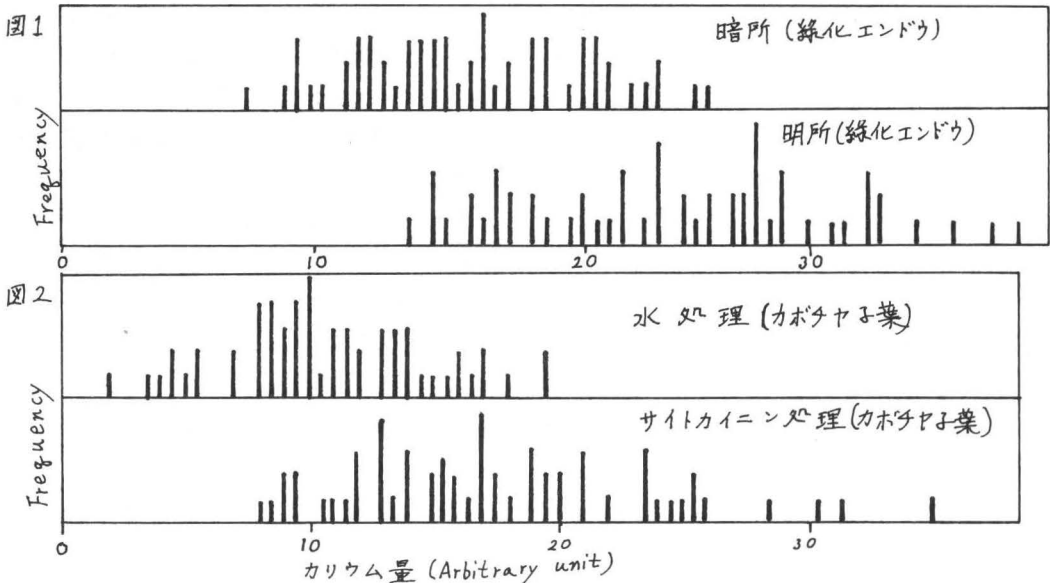 図1
暗所 (緑化エンドウ)
明所 (緑化エンドウ)
Frequency
0 10 20 30
図2
水処理 (カボチャ子葉)
サイトカイニン処理 (カボチャ子葉)
Frequency
0 10 20 30
カリウム量 (Arbitrary unit)